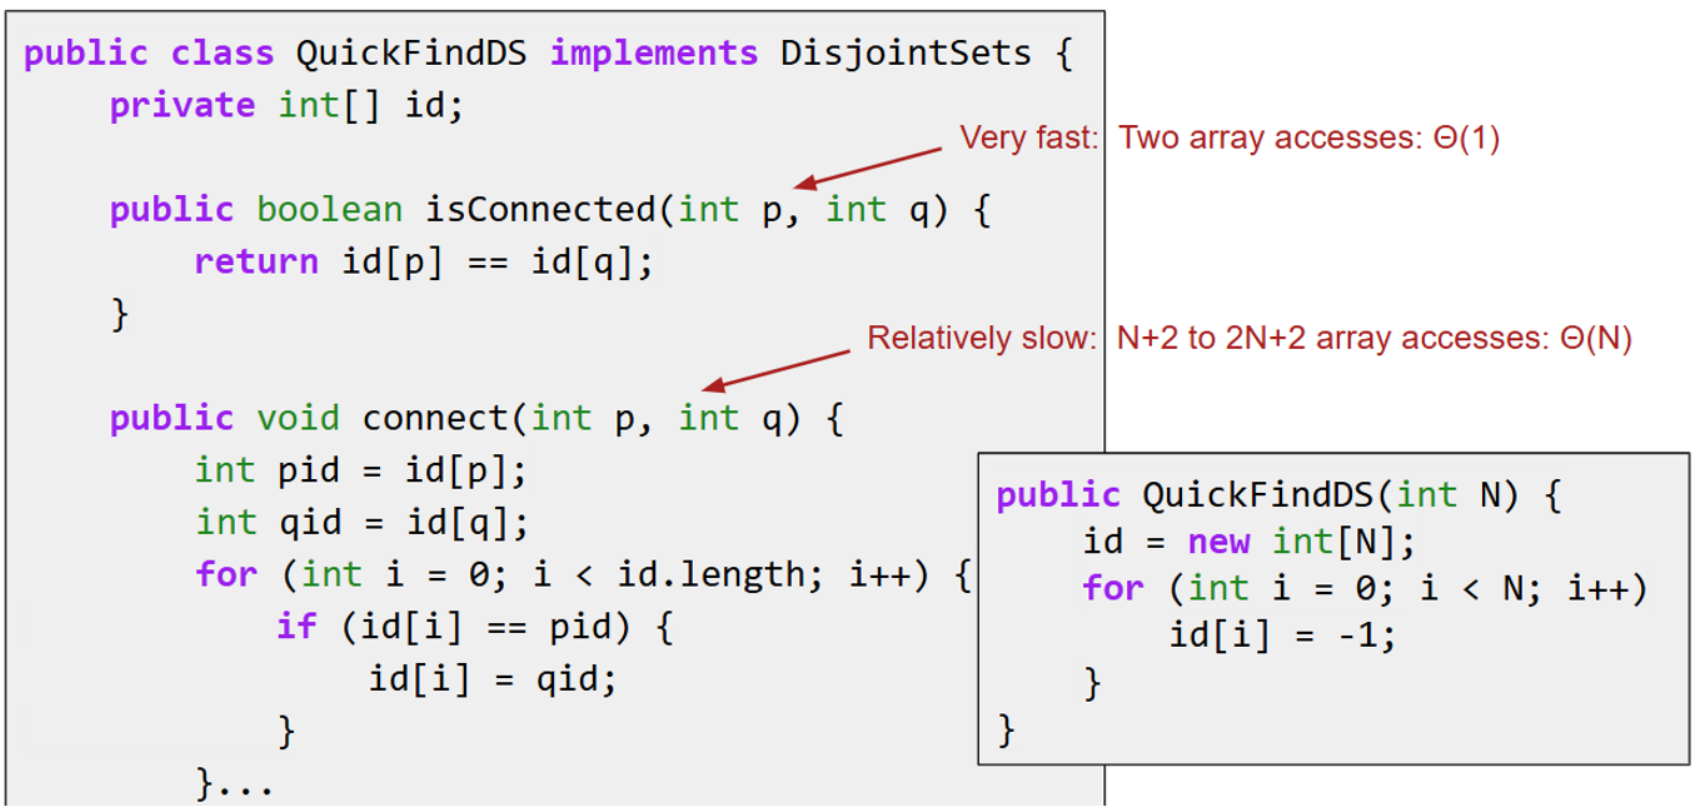 public class QuickFindDS implements DisjointSets {
    private int[] id;
Very fast: Two array accesses: Θ(1)
    public boolean isConnected(int p, int q) {
        return id[p] == id[q];
    }
Relatively slow: N+2 to 2N+2 array accesses: Θ(N)
    public void connect(int p, int q) {
        int pid = id[p];
        int qid = id[q];
        for (int i = 0; i < id.length; i++) {
            if (id[i] == pid) {
                id[i] = qid;
            }
        }...
public QuickFindDS(int N) {
    id = new int[N];
    for (int i = 0; i < N; i++)
        id[i] = -1;
    }
}